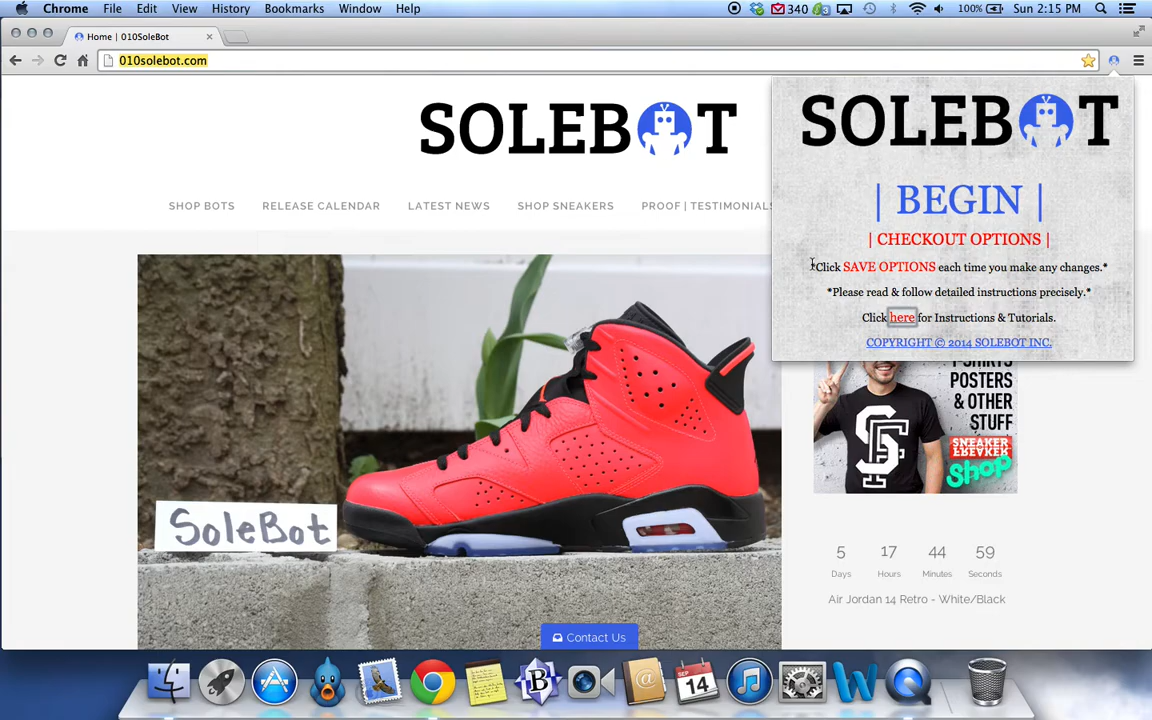 Chrome File Edit View History Bookmarks Window Help 340 3 100% Sun 2:15 PM
Home | 010SoleBot
010solebot.com
SOLEBOT
SOLEBOT
SHOP BOTS RELEASE CALENDAR LATEST NEWS SHOP SNEAKERS PROOF | TESTIMONIALS
| BEGIN |
| CHECKOUT OPTIONS |
*Click SAVE OPTIONS each time you make any changes.*
*Please read & follow detailed instructions precisely.*
Click here for Instructions & Tutorials.
COPYRIGHT © 2014 SOLEBOT INC.
T-SHIRTS
POSTERS
& OTHER
STUFF
SNEAKER
FREAKER
Shop
SoleBot
5 17 44 59
Days Hours Minutes Seconds
Air Jordan 14 Retro - White/Black
Contact Us
SEP
14